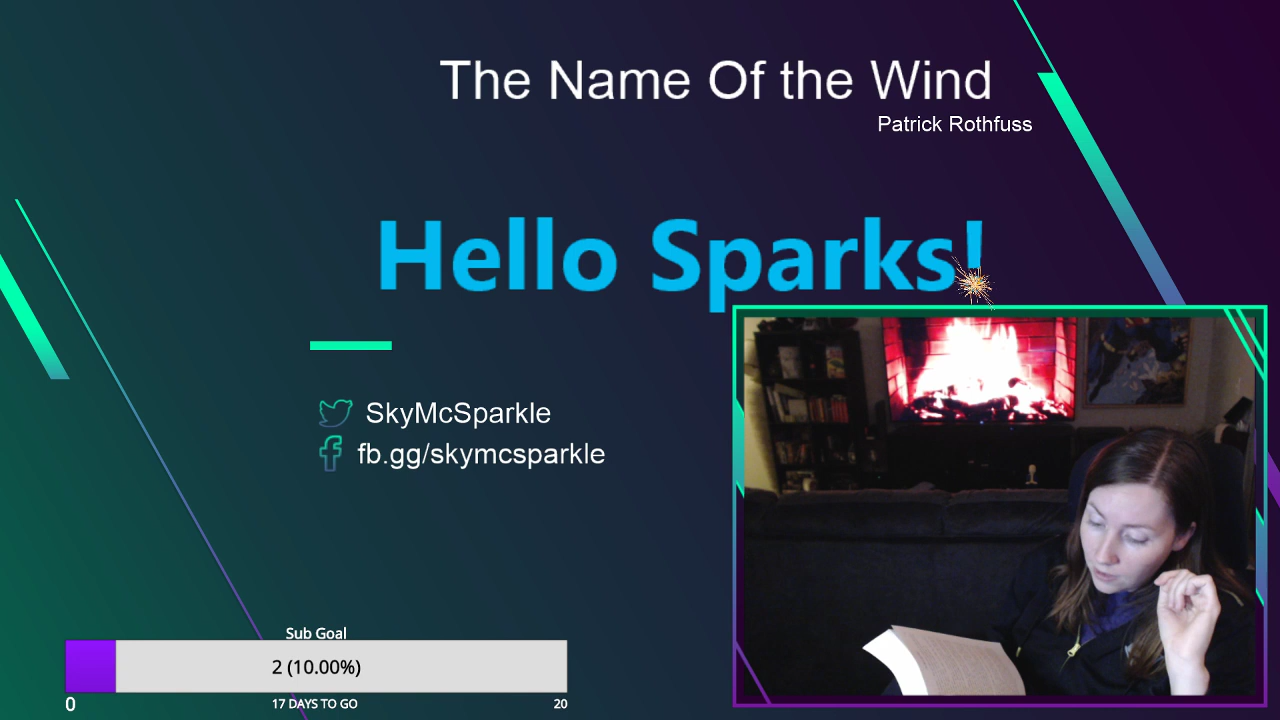 The Name Of the Wind
Patrick Rothfuss
Hello Sparks!
SkyMcSparkle
fb.gg/skymcsparkle
Sub Goal
2 (10.00%)
0 17 DAYS TO GO 20